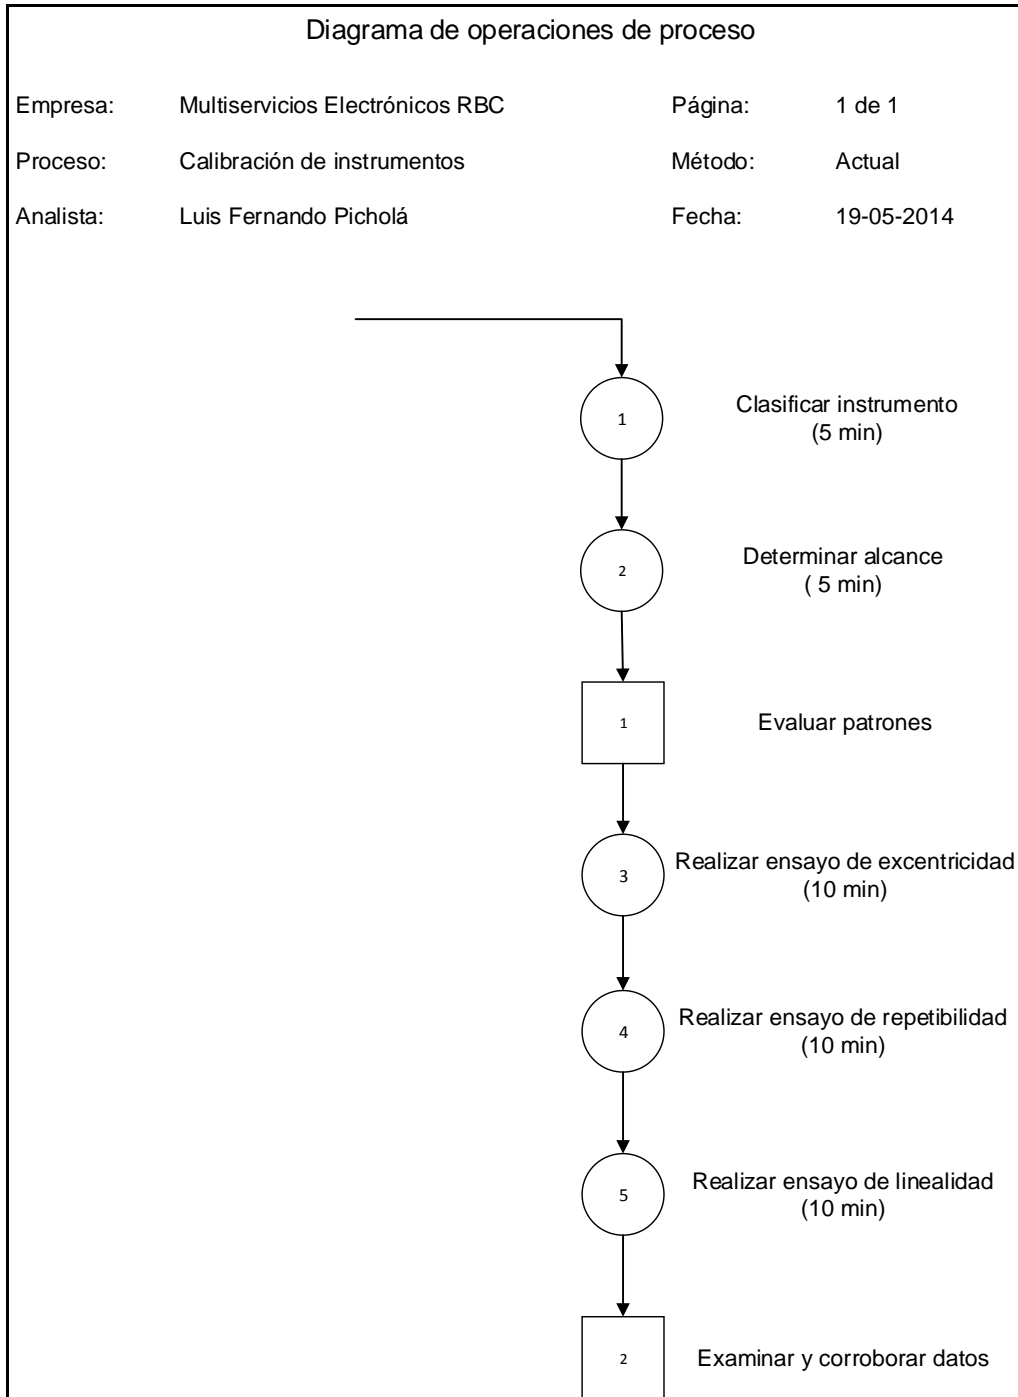 Diagrama de operaciones de proceso
Empresa: Multiservicios Electrónicos RBC Página: 1 de 1
Proceso: Calibración de instrumentos Método: Actual
Analista: Luis Fernando Picholá Fecha: 19-05-2014
1 Clasificar instrumento
(5 min)
2 Determinar alcance
( 5 min)
1 Evaluar patrones
3 Realizar ensayo de excentricidad
(10 min)
4 Realizar ensayo de repetibilidad
(10 min)
5 Realizar ensayo de linealidad
(10 min)
2 Examinar y corroborar datos